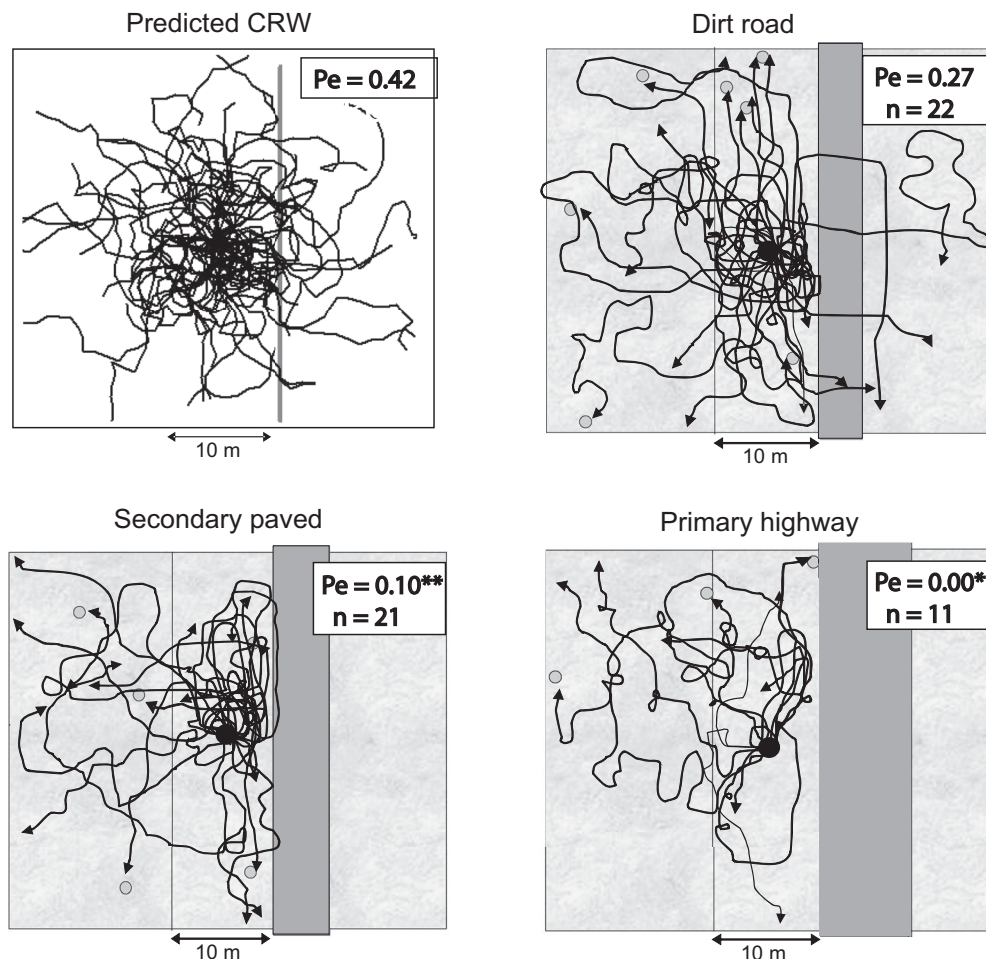 Predicted CRW
Pe = 0.42
10 m
Dirt road
Pe = 0.27
n = 22
10 m
Secondary paved
Pe = 0.10**
n = 21
10 m
Primary highway
Pe = 0.00*
n = 11
10 m